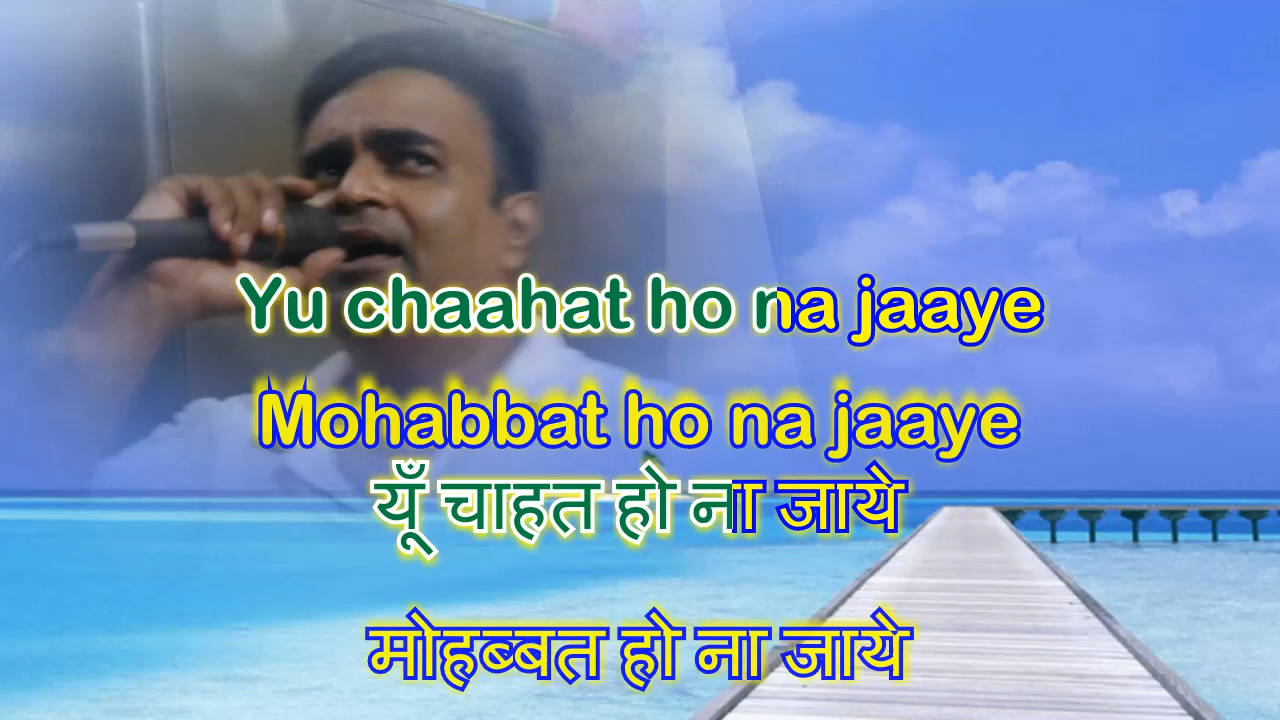 Yu chaahat ho na jaaye
Mohabbat ho na jaaye
यूँ चाहत हो ना जाये
मोहब्बत हो ना जाये